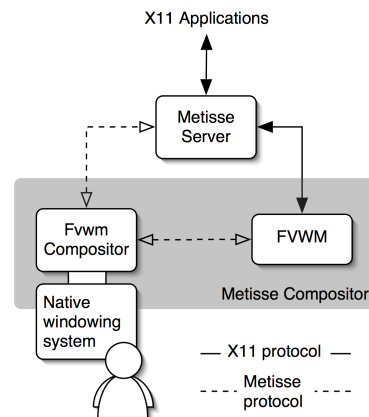 X11 Applications
Metisse
Server
Fvwm
Compositor
FVWM
Metisse Compositor
Native
windowing
system
X11 protocol
Metisse
protocol